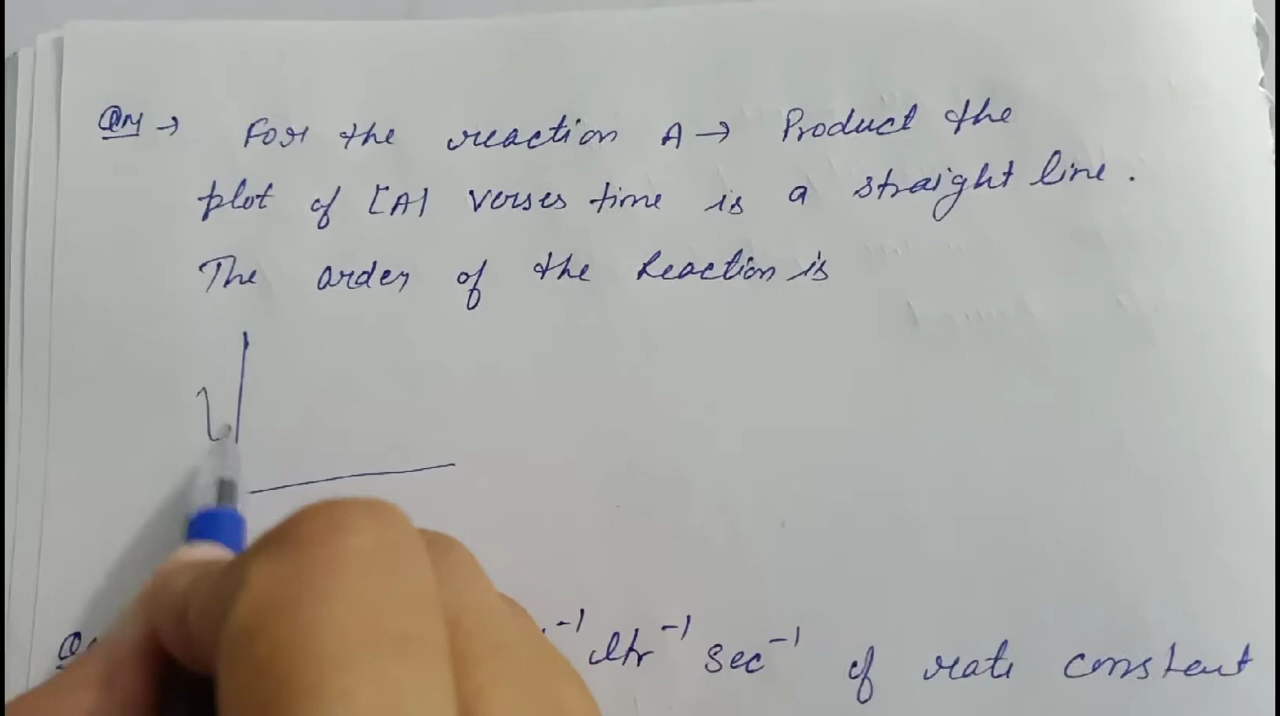 Qn → For the reaction A → Product the
plot of [A] verses time is a straight line.
The order of the Reaction is
-1 ltr-1 sec-1 of rate constant